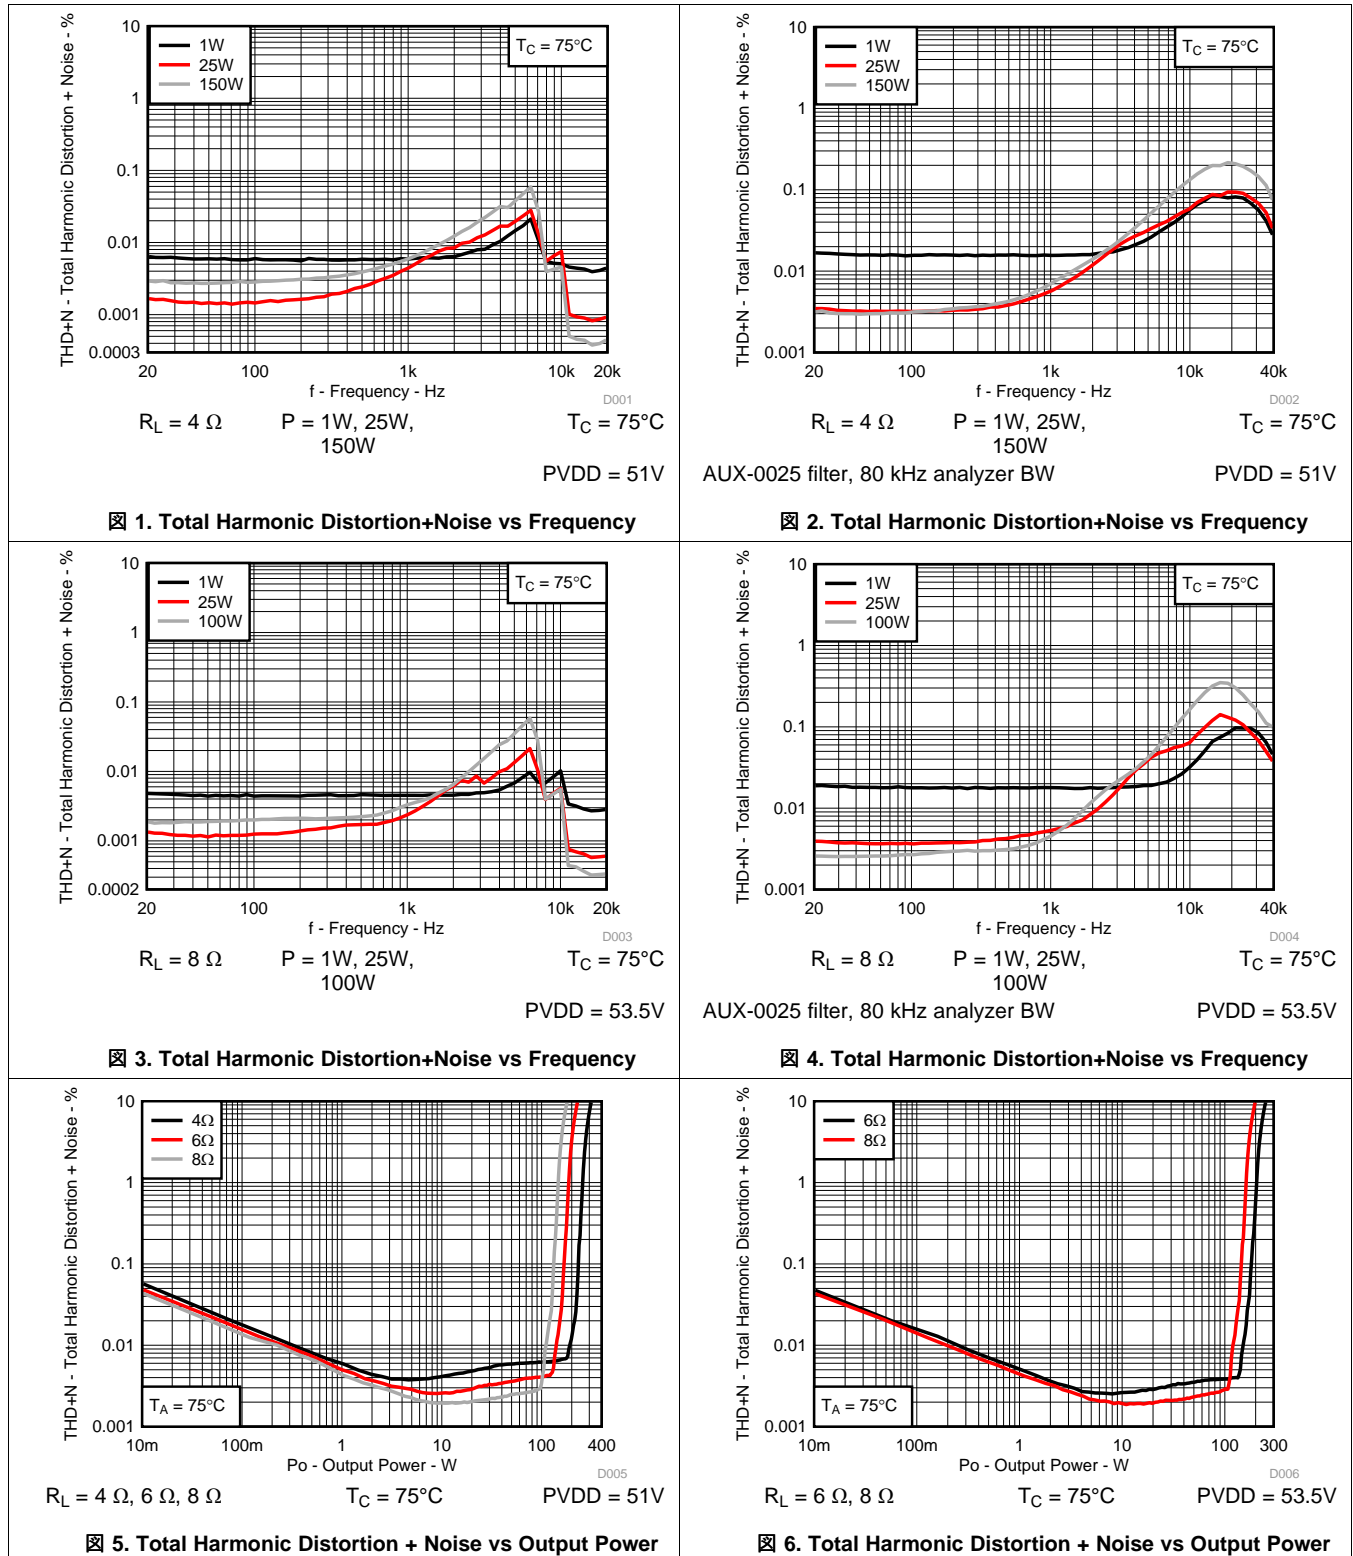 THD+N - Total Harmonic Distortion + Noise - %
10
1
0.1
0.01
0.001
0.0003
1W
25W
150W
TC = 75°C
20 100 1k 10k 20k
f - Frequency - Hz
D001
RL = 4 Ω P = 1W, 25W, TC = 75°C
150W
PVDD = 51V
図 1. Total Harmonic Distortion+Noise vs Frequency
THD+N - Total Harmonic Distortion + Noise - %
10
1
0.1
0.01
0.001
1W
25W
150W
TC = 75°C
20 100 1k 10k 40k
f - Frequency - Hz
D002
RL = 4 Ω P = 1W, 25W, TC = 75°C
150W
AUX-0025 filter, 80 kHz analyzer BW PVDD = 51V
図 2. Total Harmonic Distortion+Noise vs Frequency
THD+N - Total Harmonic Distortion + Noise - %
10
1
0.1
0.01
0.001
0.0002
1W
25W
100W
TC = 75°C
20 100 1k 10k 20k
f - Frequency - Hz
D003
RL = 8 Ω P = 1W, 25W, TC = 75°C
100W
PVDD = 53.5V
図 3. Total Harmonic Distortion+Noise vs Frequency
THD+N - Total Harmonic Distortion + Noise - %
10
1
0.1
0.01
0.001
1W
25W
100W
TC = 75°C
20 100 1k 10k 40k
f - Frequency - Hz
D004
RL = 8 Ω P = 1W, 25W, TC = 75°C
100W
AUX-0025 filter, 80 kHz analyzer BW PVDD = 53.5V
図 4. Total Harmonic Distortion+Noise vs Frequency
THD+N - Total Harmonic Distortion + Noise - %
10
1
0.1
0.01
0.001
4Ω
6Ω
8Ω
TA = 75°C
10m 100m 1 10 100 400
Po - Output Power - W
D005
RL = 4 Ω, 6 Ω, 8 Ω TC = 75°C PVDD = 51V
図 5. Total Harmonic Distortion + Noise vs Output Power
THD+N - Total Harmonic Distortion + Noise - %
10
1
0.1
0.01
0.001
6Ω
8Ω
TA = 75°C
10m 100m 1 10 100 300
Po - Output Power - W
D006
RL = 6 Ω, 8 Ω TC = 75°C PVDD = 53.5V
図 6. Total Harmonic Distortion + Noise vs Output Power